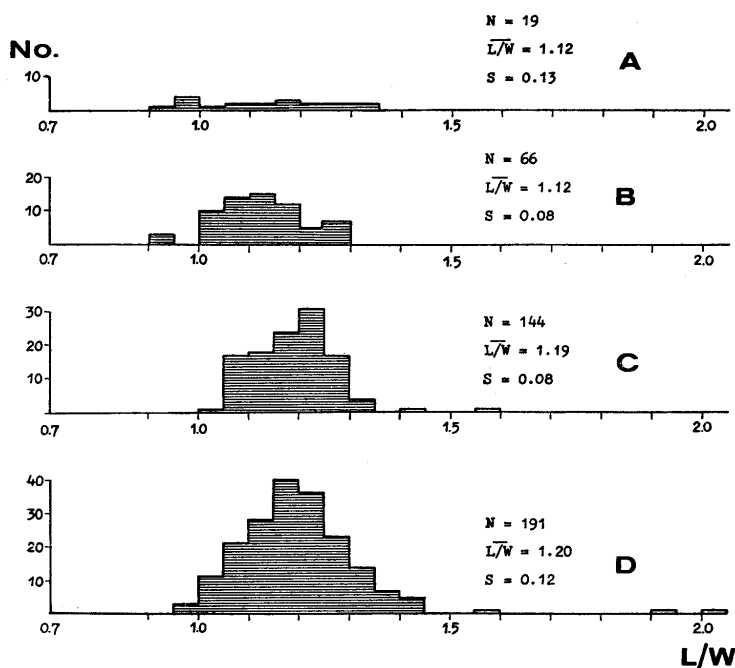 No.
N = 19
L/W = 1.12
S = 0.13
A
10
0.7 1.0 1.5 2.0
N = 66
L/W = 1.12
S = 0.08
B
20
10
0.7 1.0 1.5 2.0
N = 144
L/W = 1.19
S = 0.08
C
30
20
10
0.7 1.0 1.5 2.0
N = 191
L/W = 1.20
S = 0.12
D
40
30
20
10
0.7 1.0 1.5 2.0
L/W